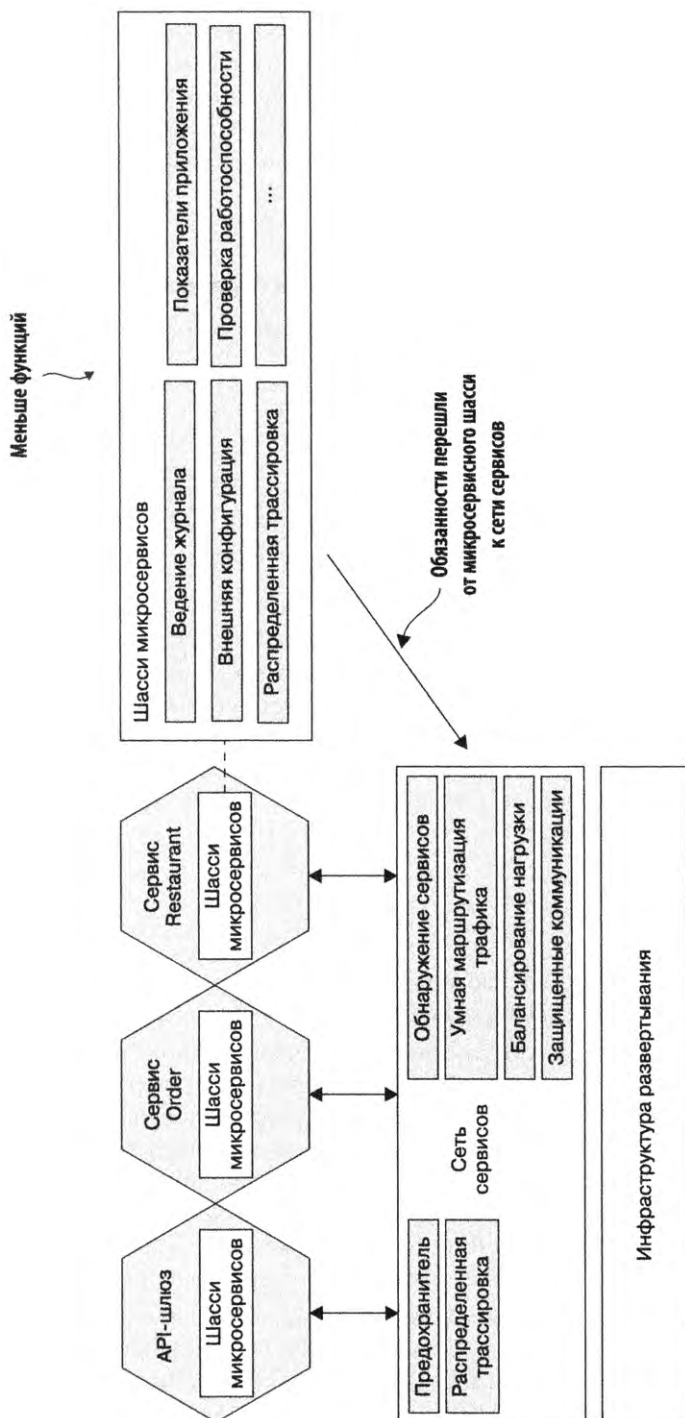 Меньше функций
Шасси микросервисов
Ведение журнала
Показатели приложения
Внешняя конфигурация
Проверка работоспособности
Распределенная трассировка
...
Обязанности перешли
от микросервисного шасси
к сети сервисов
API-шлюз
Шасси
микросервисов
Сервис
Order
Шасси
микросервисов
Сервис
Restaurant
Шасси
микросервисов
Предохранитель
Распределенная
трассировка
Сеть
сервисов
Обнаружение сервисов
Умная маршрутизация
трафика
Балансирование нагрузки
Защищенные коммуникации
Инфраструктура развертывания